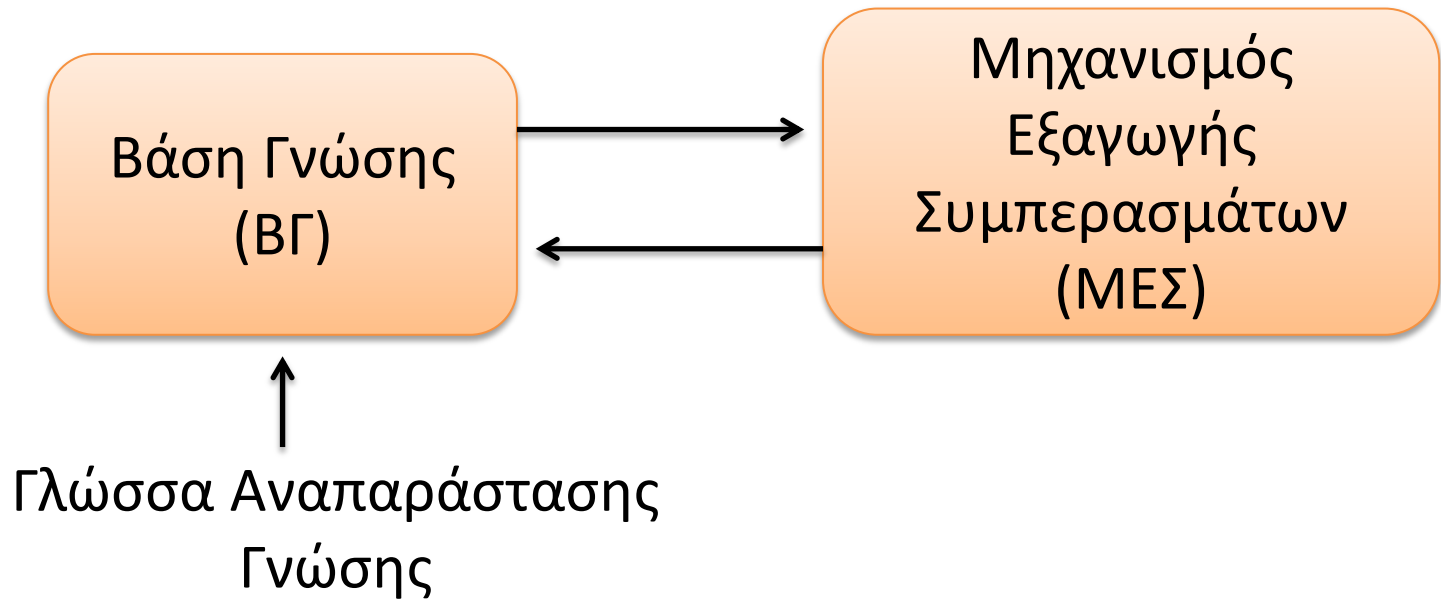 Βάση Γνώσης
(ΒΓ)
Μηχανισμός
Εξαγωγής
Συμπερασμάτων
(ΜΕΣ)
Γλώσσα Αναπαράστασης
Γνώσης